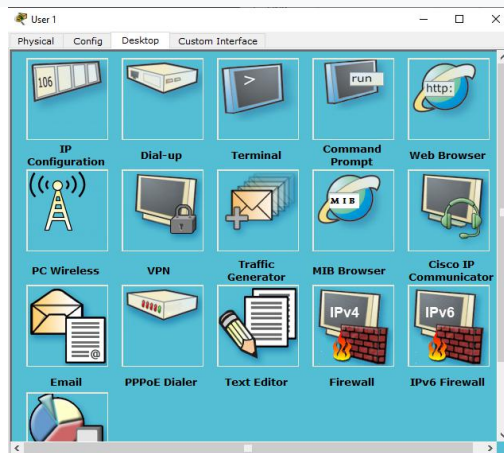 User 1
Physical Config Desktop Custom Interface
106
>
run
http:
IP
Configuration
Dial-up
Terminal
Command
Prompt
Web Browser
MIB
PC Wireless
VPN
Traffic
Generator
MIB Browser
Cisco IP
Communicator
@
IPv4
IPv6
Email
PPPoE Dialer
Text Editor
Firewall
IPv6 Firewall